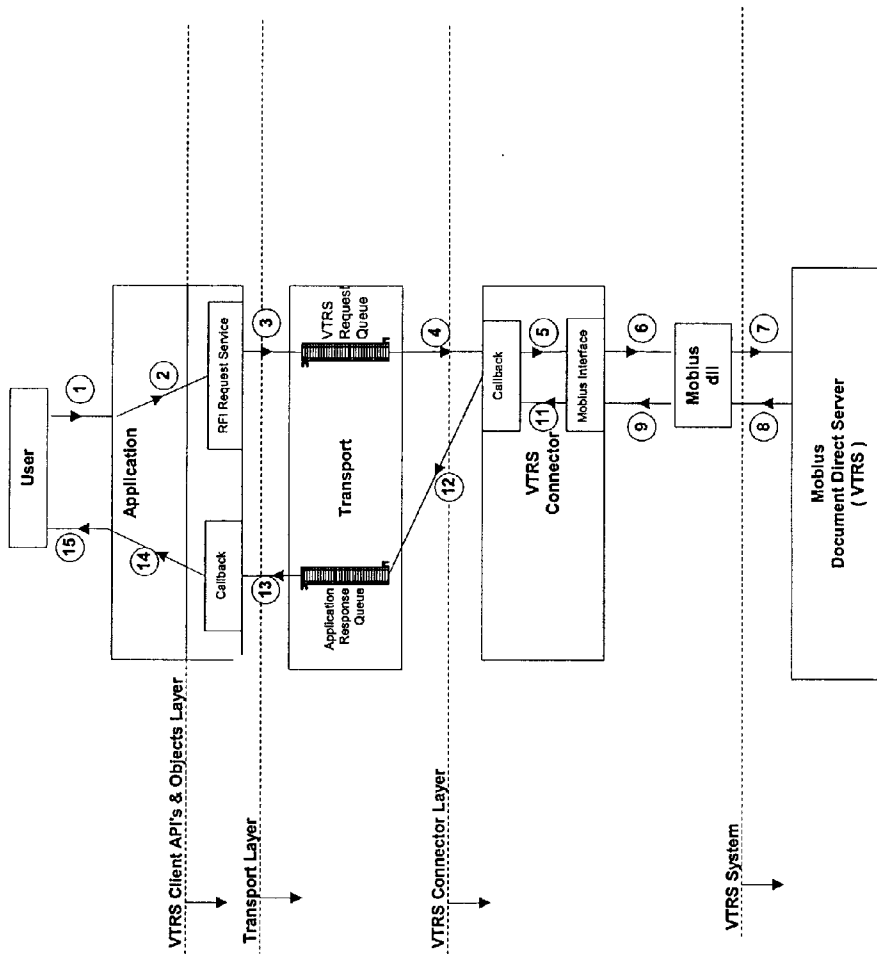 User
1
15
Application
2
14
RFI Request Service
Callback
VTRS Client API's & Objects Layer
3
13
Transport Layer
VTRS
Request
Queue
Transport
Application
Response
Queue
4
12
VTRS Connector Layer
Callback
5
11
Mobius Interface
VTRS
Connector
6
9
Mobius
dll
7
8
VTRS System
Mobius
Document Direct Server
( VTRS )